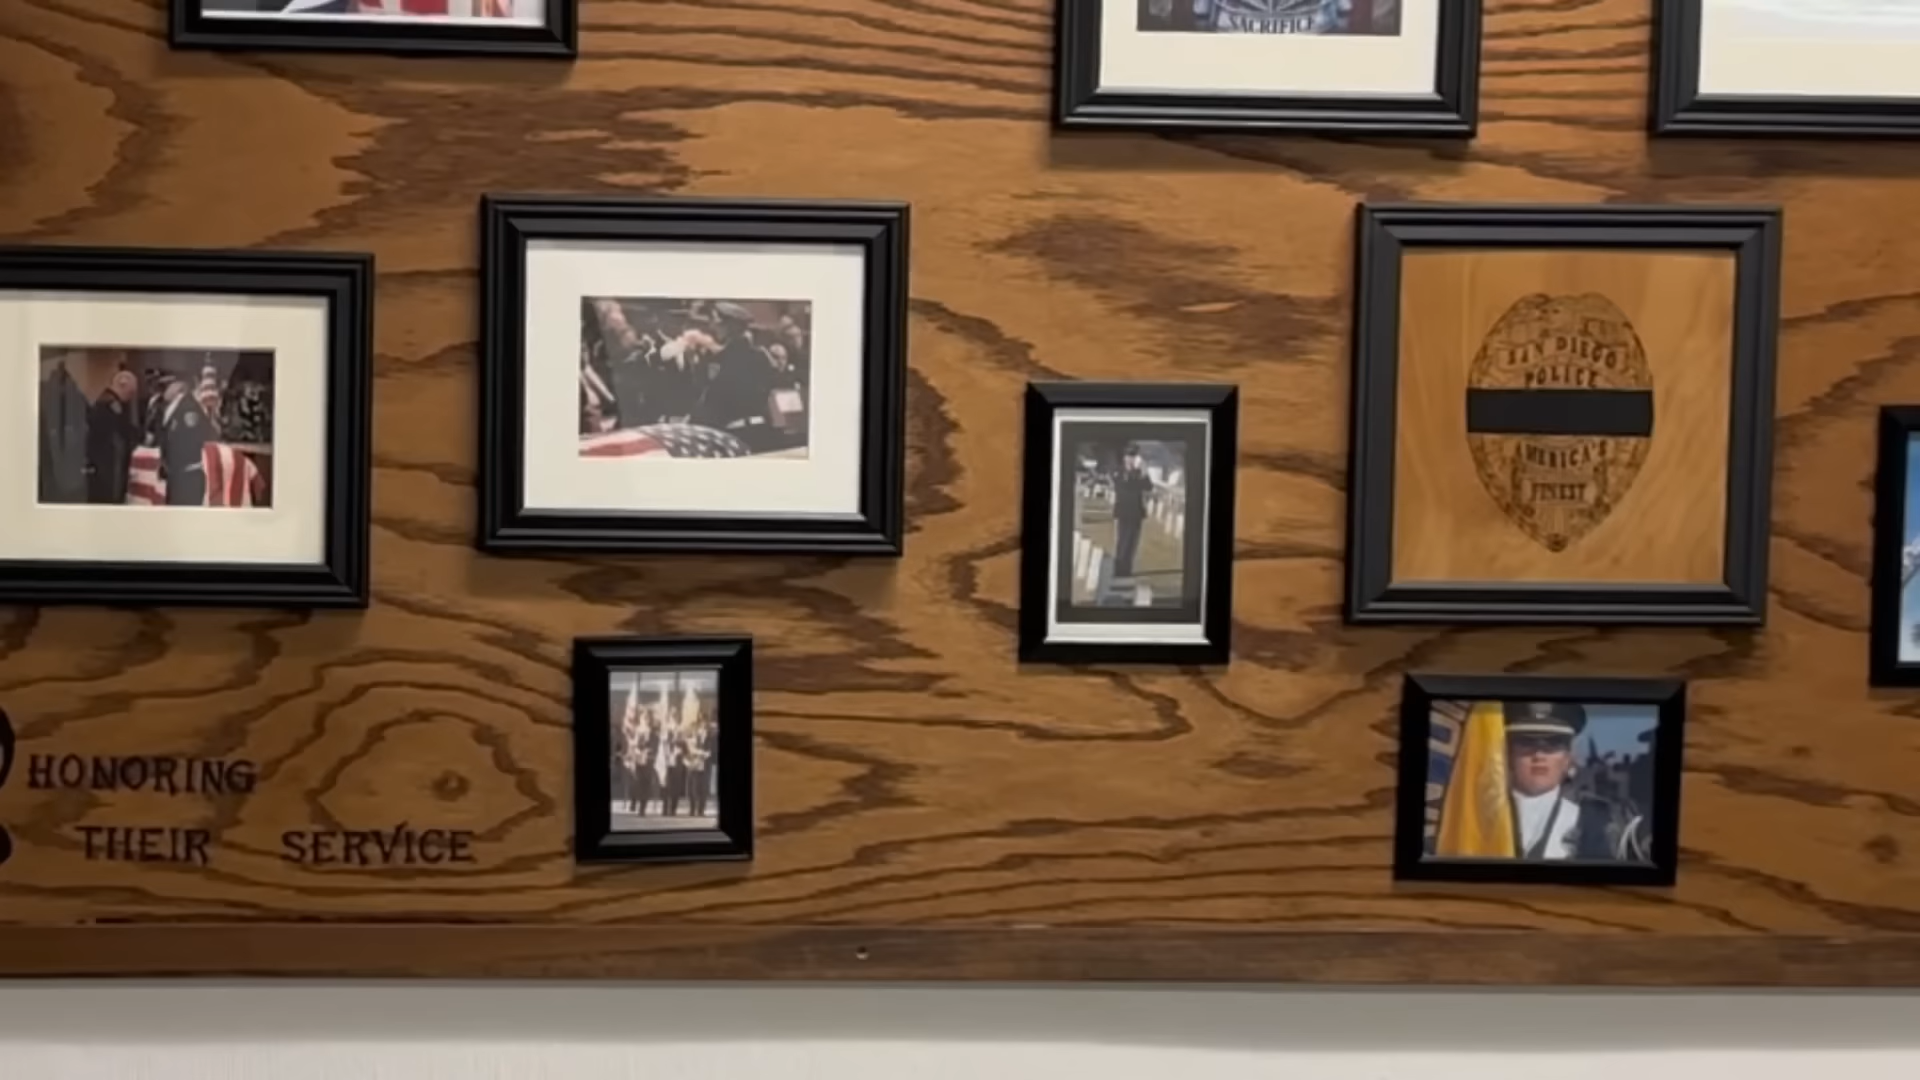 SACRIFICE
SAN DIEGO
POLICE
AMERICA'S
FINEST
HONORING
THEIR SERVICE